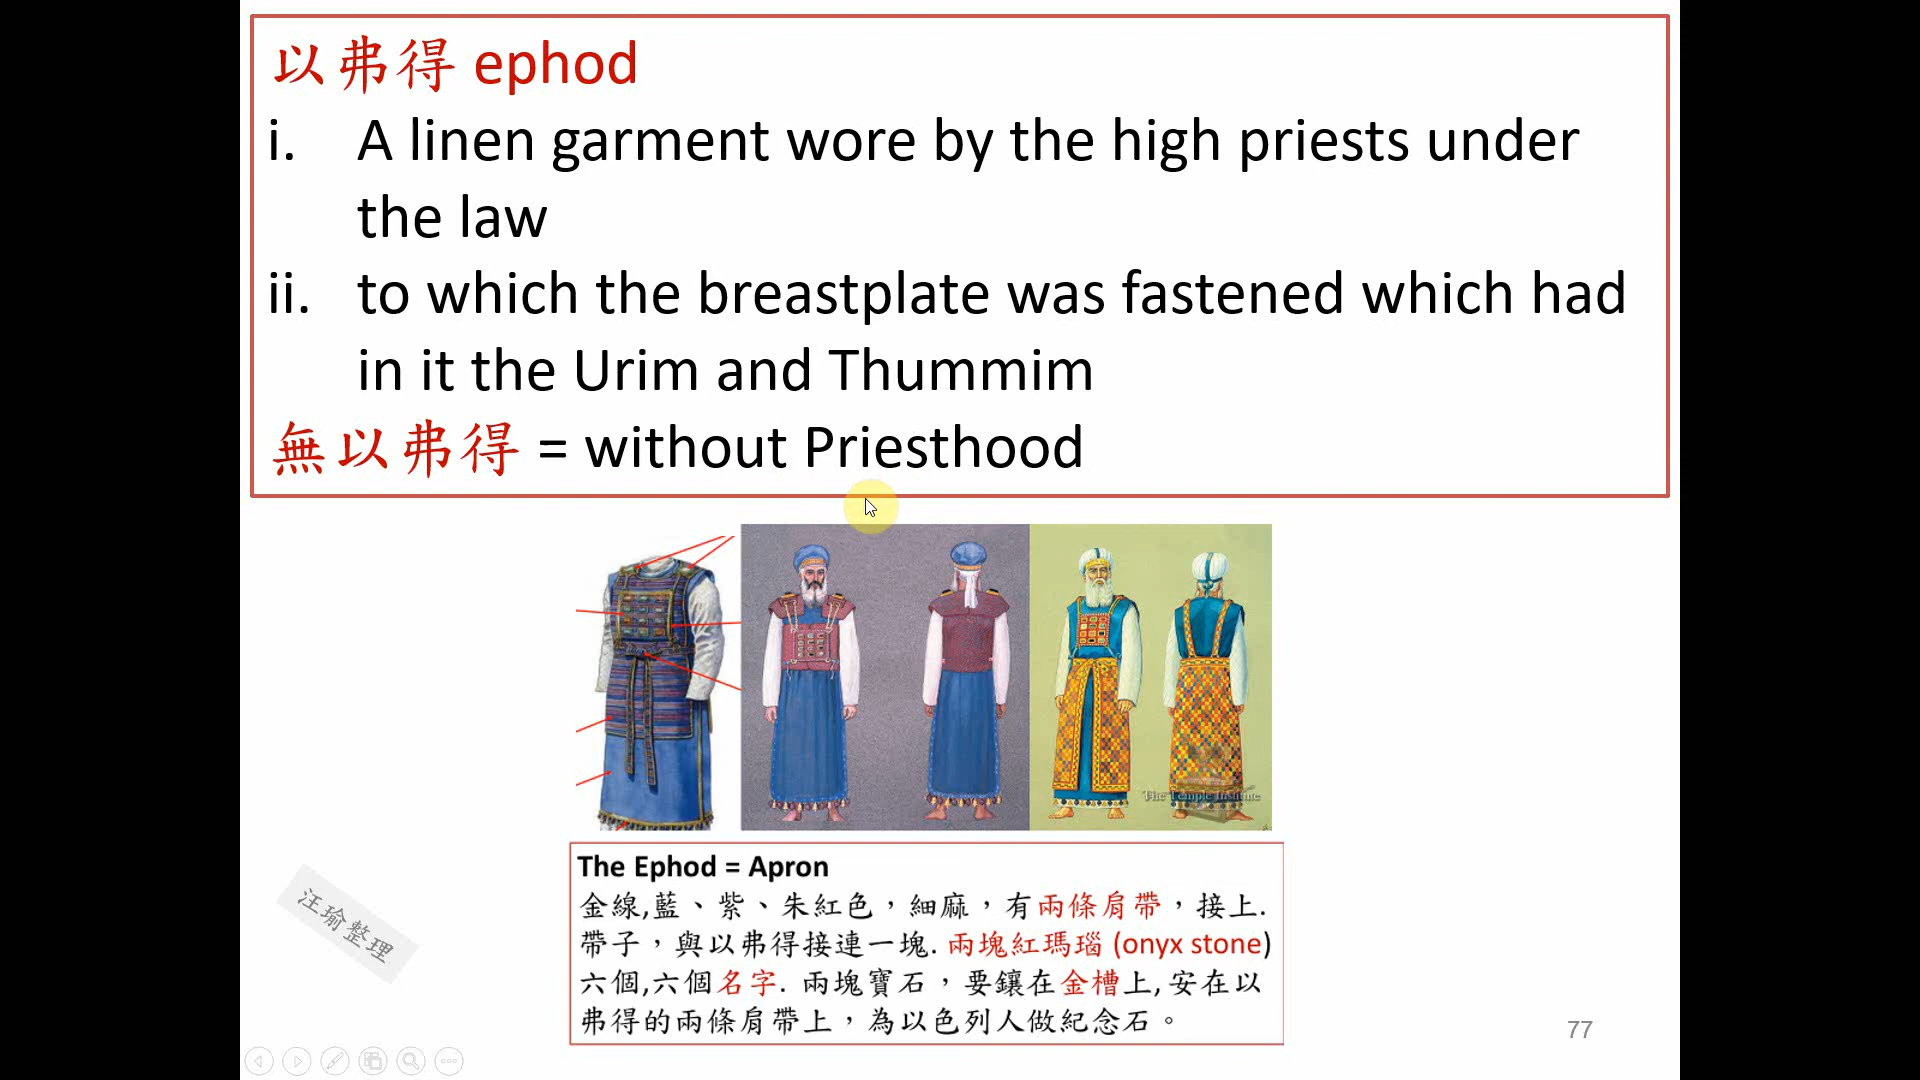 以弗得 ephod
i. A linen garment wore by the high priests under
the law
ii. to which the breastplate was fastened which had
in it the Urim and Thummim
無以弗得 = without Priesthood
The Temple Institute
The Ephod = Apron
金線,藍、紫、朱紅色，細麻，有兩條肩帶，接上.
帶子，與以弗得接連一塊. 兩塊紅瑪瑙 (onyx stone)
六個,六個名字. 兩塊寶石，要鑲在金槽上,安在以
弗得的兩條肩帶上，為以色列人做紀念石。
汪瑜整理
77